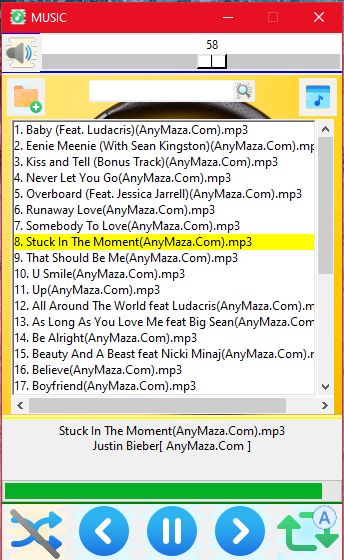 MUSIC
58
1. Baby (Feat. Ludacris)(AnyMaza.Com).mp3
2. Eenie Meenie (With Sean Kingston)(AnyMaza.Com).mp
3. Kiss and Tell (Bonus Track)(AnyMaza.Com).mp3
4. Never Let You Go(AnyMaza.Com).mp3
5. Overboard (Feat. Jessica Jarrell)(AnyMaza.Com).mp3
6. Runaway Love(AnyMaza.Com).mp3
7. Somebody To Love(AnyMaza.Com).mp3
8. Stuck In The Moment(AnyMaza.Com).mp3
9. That Should Be Me(AnyMaza.Com).mp3
10. U Smile(AnyMaza.Com).mp3
11. Up(AnyMaza.Com).mp3
12. All Around The World feat Ludacris(AnyMaza.Com).m
13. As Long As You Love Me feat Big Sean(AnyMaza.Com)
14. Be Alright(AnyMaza.Com).mp3
15. Beauty And A Beast feat Nicki Minaj(AnyMaza.Com).r
16. Believe(AnyMaza.Com).mp3
17. Boyfriend(AnyMaza.Com).mp3
Stuck In The Moment(AnyMaza.Com).mp3
Justin Bieber[ AnyMaza.Com ]
A